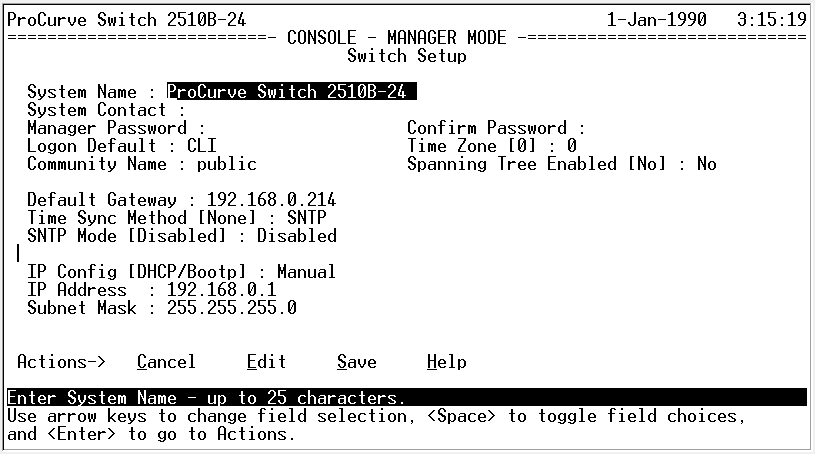 ProCurve Switch 2510B-24 1-Jan-1990 3:15:19
==========================- CONSOLE - MANAGER MODE -============================
Switch Setup
System Name : ProCurve Switch 2510B-24
System Contact :
Manager Password : Confirm Password :
Logon Default : CLI Time Zone [0] : 0
Community Name : public Spanning Tree Enabled [No] : No
Default Gateway : 192.168.0.214
Time Sync Method [None] : SNTP
SNTP Mode [Disabled] : Disabled
IP Config [DHCP/Bootp] : Manual
IP Address : 192.168.0.1
Subnet Mask : 255.255.255.0
Actions-> Cancel Edit Save Help
Enter System Name - up to 25 characters.
Use arrow keys to change field selection, <Space> to toggle field choices,
and <Enter> to go to Actions.